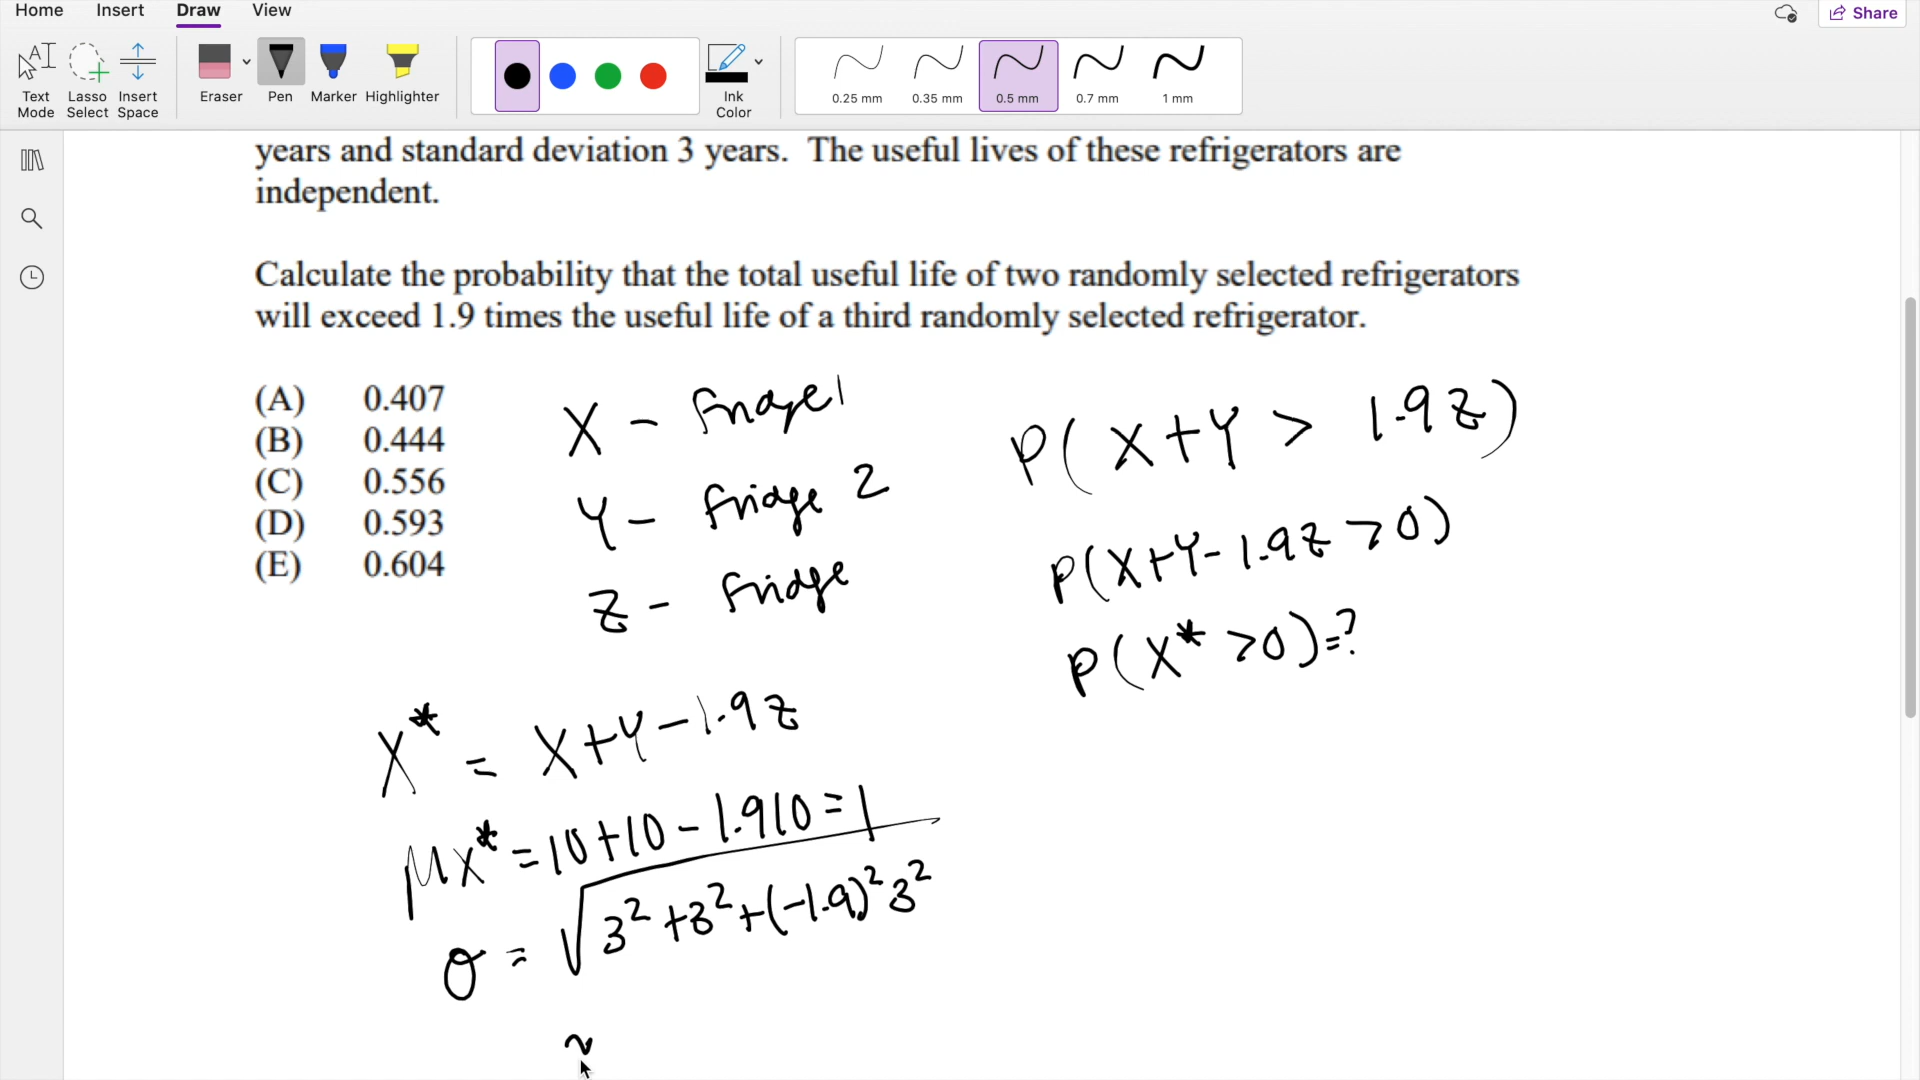 Home Insert Draw View
Share
Text Mode
Lasso Select
Insert Space
Eraser
Pen
Marker
Highlighter
Ink Color
0.25 mm
0.35 mm
0.5 mm
0.7 mm
1 mm
years and standard deviation 3 years. The useful lives of these refrigerators are
independent.
Calculate the probability that the total useful life of two randomly selected refrigerators
will exceed 1.9 times the useful life of a third randomly selected refrigerator.
(A) 0.407
(B) 0.444
(C) 0.556
(D) 0.593
(E) 0.604
X - fridge 1
Y - fridge 2
Z - fridge
P(X+Y > 1.9Z)
P(X+Y-1.9Z >0)
P(X* >0)=?
X* = X+Y-1.9Z
μX* = 10+10-1.910=1
σ = √3²+3²+(-1.9)²3²